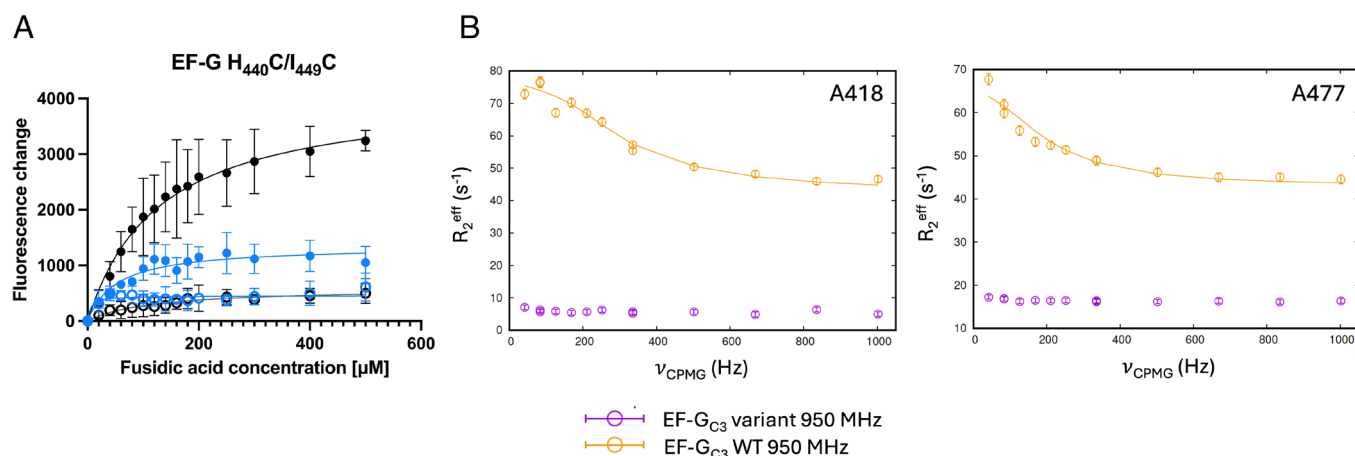 A
EF-G H440C/I449C
Fluorescence change
4000
3000
2000
1000
0
0
200
400
600
Fusidic acid concentration [µM]
B
A418
R2eff (s-1)
80
70
60
50
40
30
20
10
0
0
200
400
600
800
1000
νCPMG (Hz)
A477
R2eff (s-1)
70
60
50
40
30
20
10
0
200
400
600
800
1000
νCPMG (Hz)
EF-GC3 variant 950 MHz
EF-GC3 WT 950 MHz